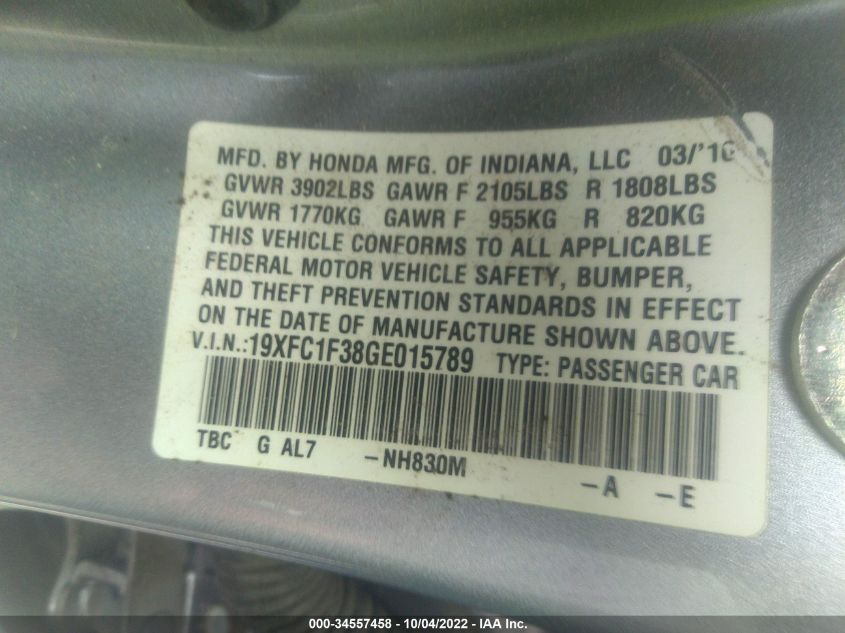 MFD. BY HONDA MFG. OF INDIANA, LLC 03/'16
GVWR 3902LBS GAWR F 2105LBS R 1808LBS
GVWR 1770KG GAWR F 955KG R 820KG
THIS VEHICLE CONFORMS TO ALL APPLICABLE
FEDERAL MOTOR VEHICLE SAFETY, BUMPER,
AND THEFT PREVENTION STANDARDS IN EFFECT
ON THE DATE OF MANUFACTURE SHOWN ABOVE.
V.I.N.:19XFC1F38GE015789 TYPE: PASSENGER CAR
TBC G AL7 -NH830M -A -E
000-34557458 - 10/04/2022 - IAA Inc.